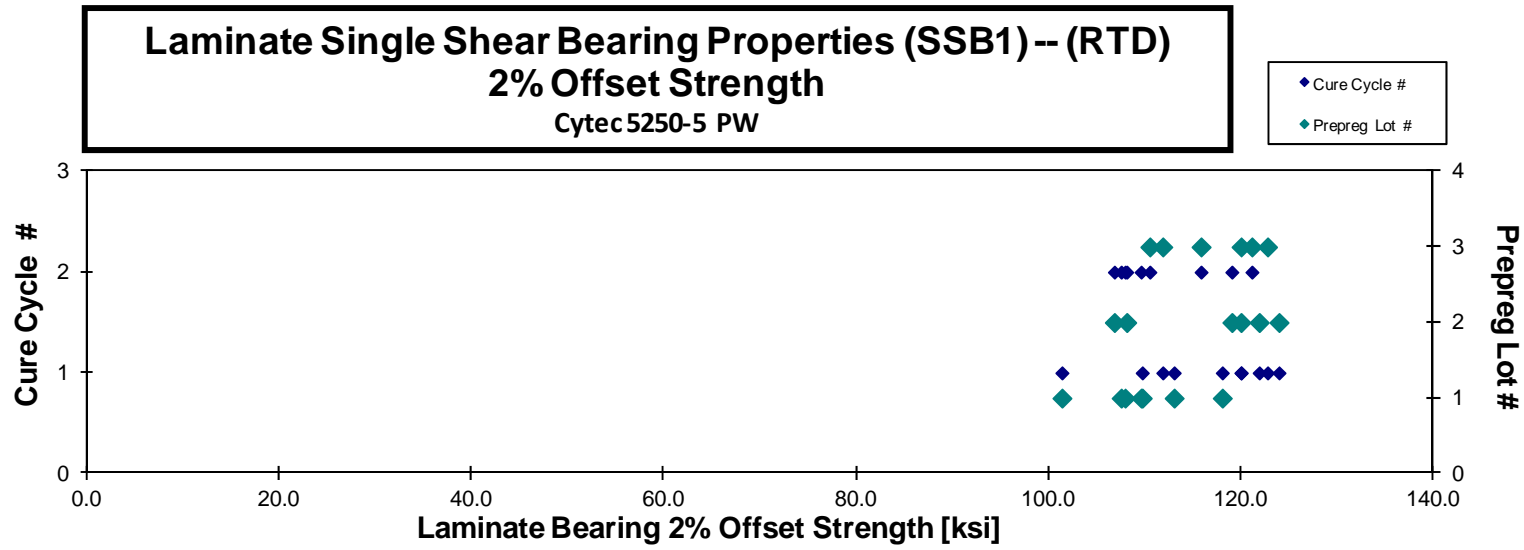 Laminate Single Shear Bearing Properties (SSB1) -- (RTD)
2% Offset Strength
Cytec 5250-5 PW
Cure Cycle #
Prepreg Lot #
3
2
1
0
Cure Cycle #
4
3
2
1
0
Prepreg Lot #
0.0 20.0 40.0 60.0 80.0 100.0 120.0 140.0
Laminate Bearing 2% Offset Strength [ksi]